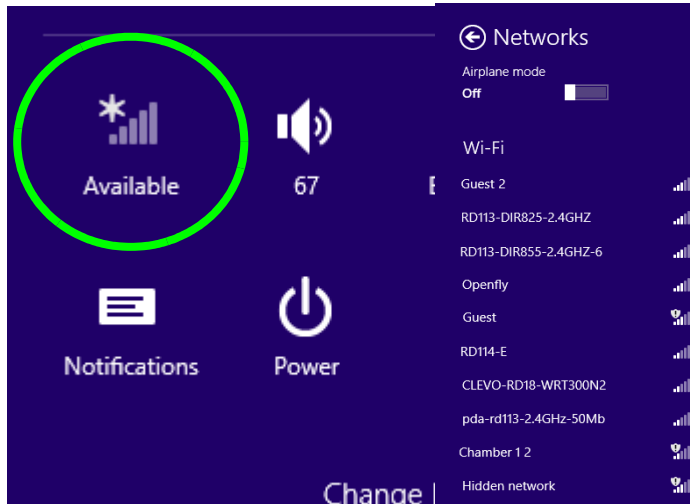 Available
67
Notifications
Power
Change
Networks
Airplane mode
Off
Wi-Fi
Guest 2
RD113-DIR825-2.4GHZ
RD113-DIR855-2.4GHZ-6
Openfly
Guest
RD114-E
CLEVO-RD18-WRT300N2
pda-rd113-2.4GHz-50Mb
Chamber 1 2
Hidden network